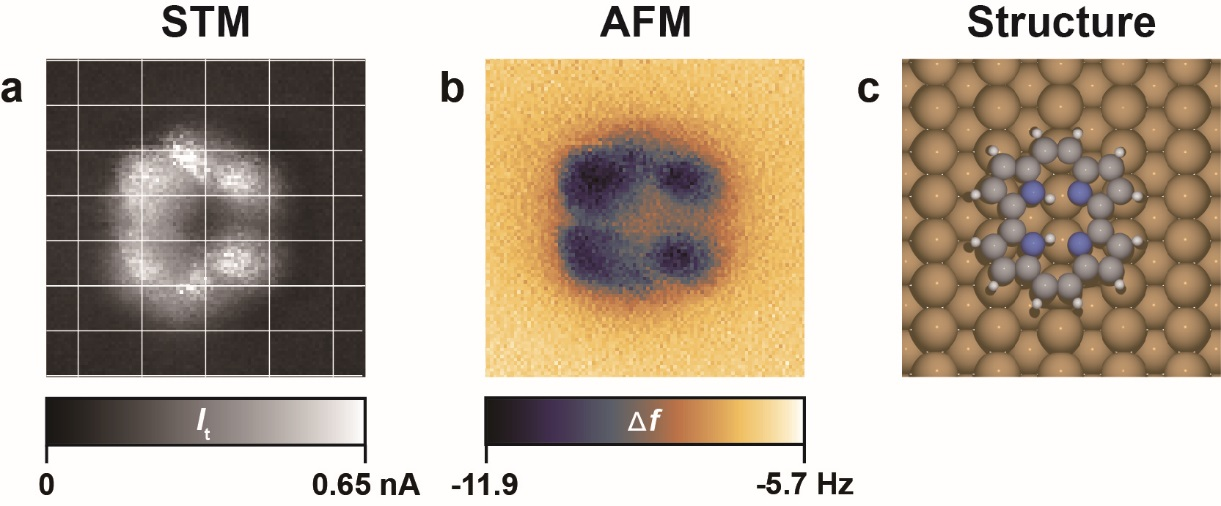 STM AFM Structure
a b c
It Δf
0 0.65 nA -11.9 -5.7 Hz